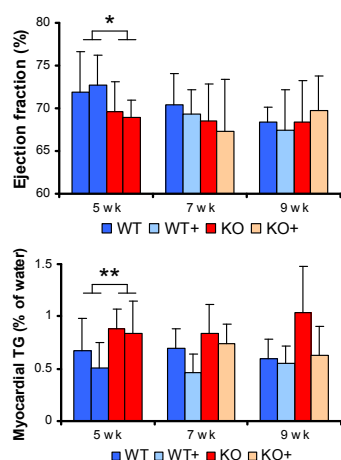 Ejection fraction (%)
80
75
70
65
60
*
5 wk 7 wk 9 wk
WT WT+ KO KO+
Myocardial TG (% of water)
1.5
1
0.5
0
**
5 wk 7 wk 9 wk
WT WT+ KO KO+